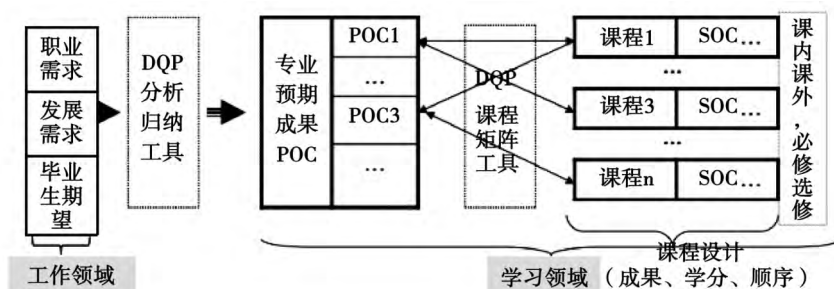 职业
需求
发展
需求
毕业
生期
望
工作领域
DQP
分析
归纳
工具
专业
预期
成果
POC
POC1
...
POC3
...
DQP
课程
矩阵
工具
课程1 SOC...
...
课程3 SOC...
...
课程n SOC...
课内课外，必修选修
课程设计
学习领域（成果、学分、顺序）